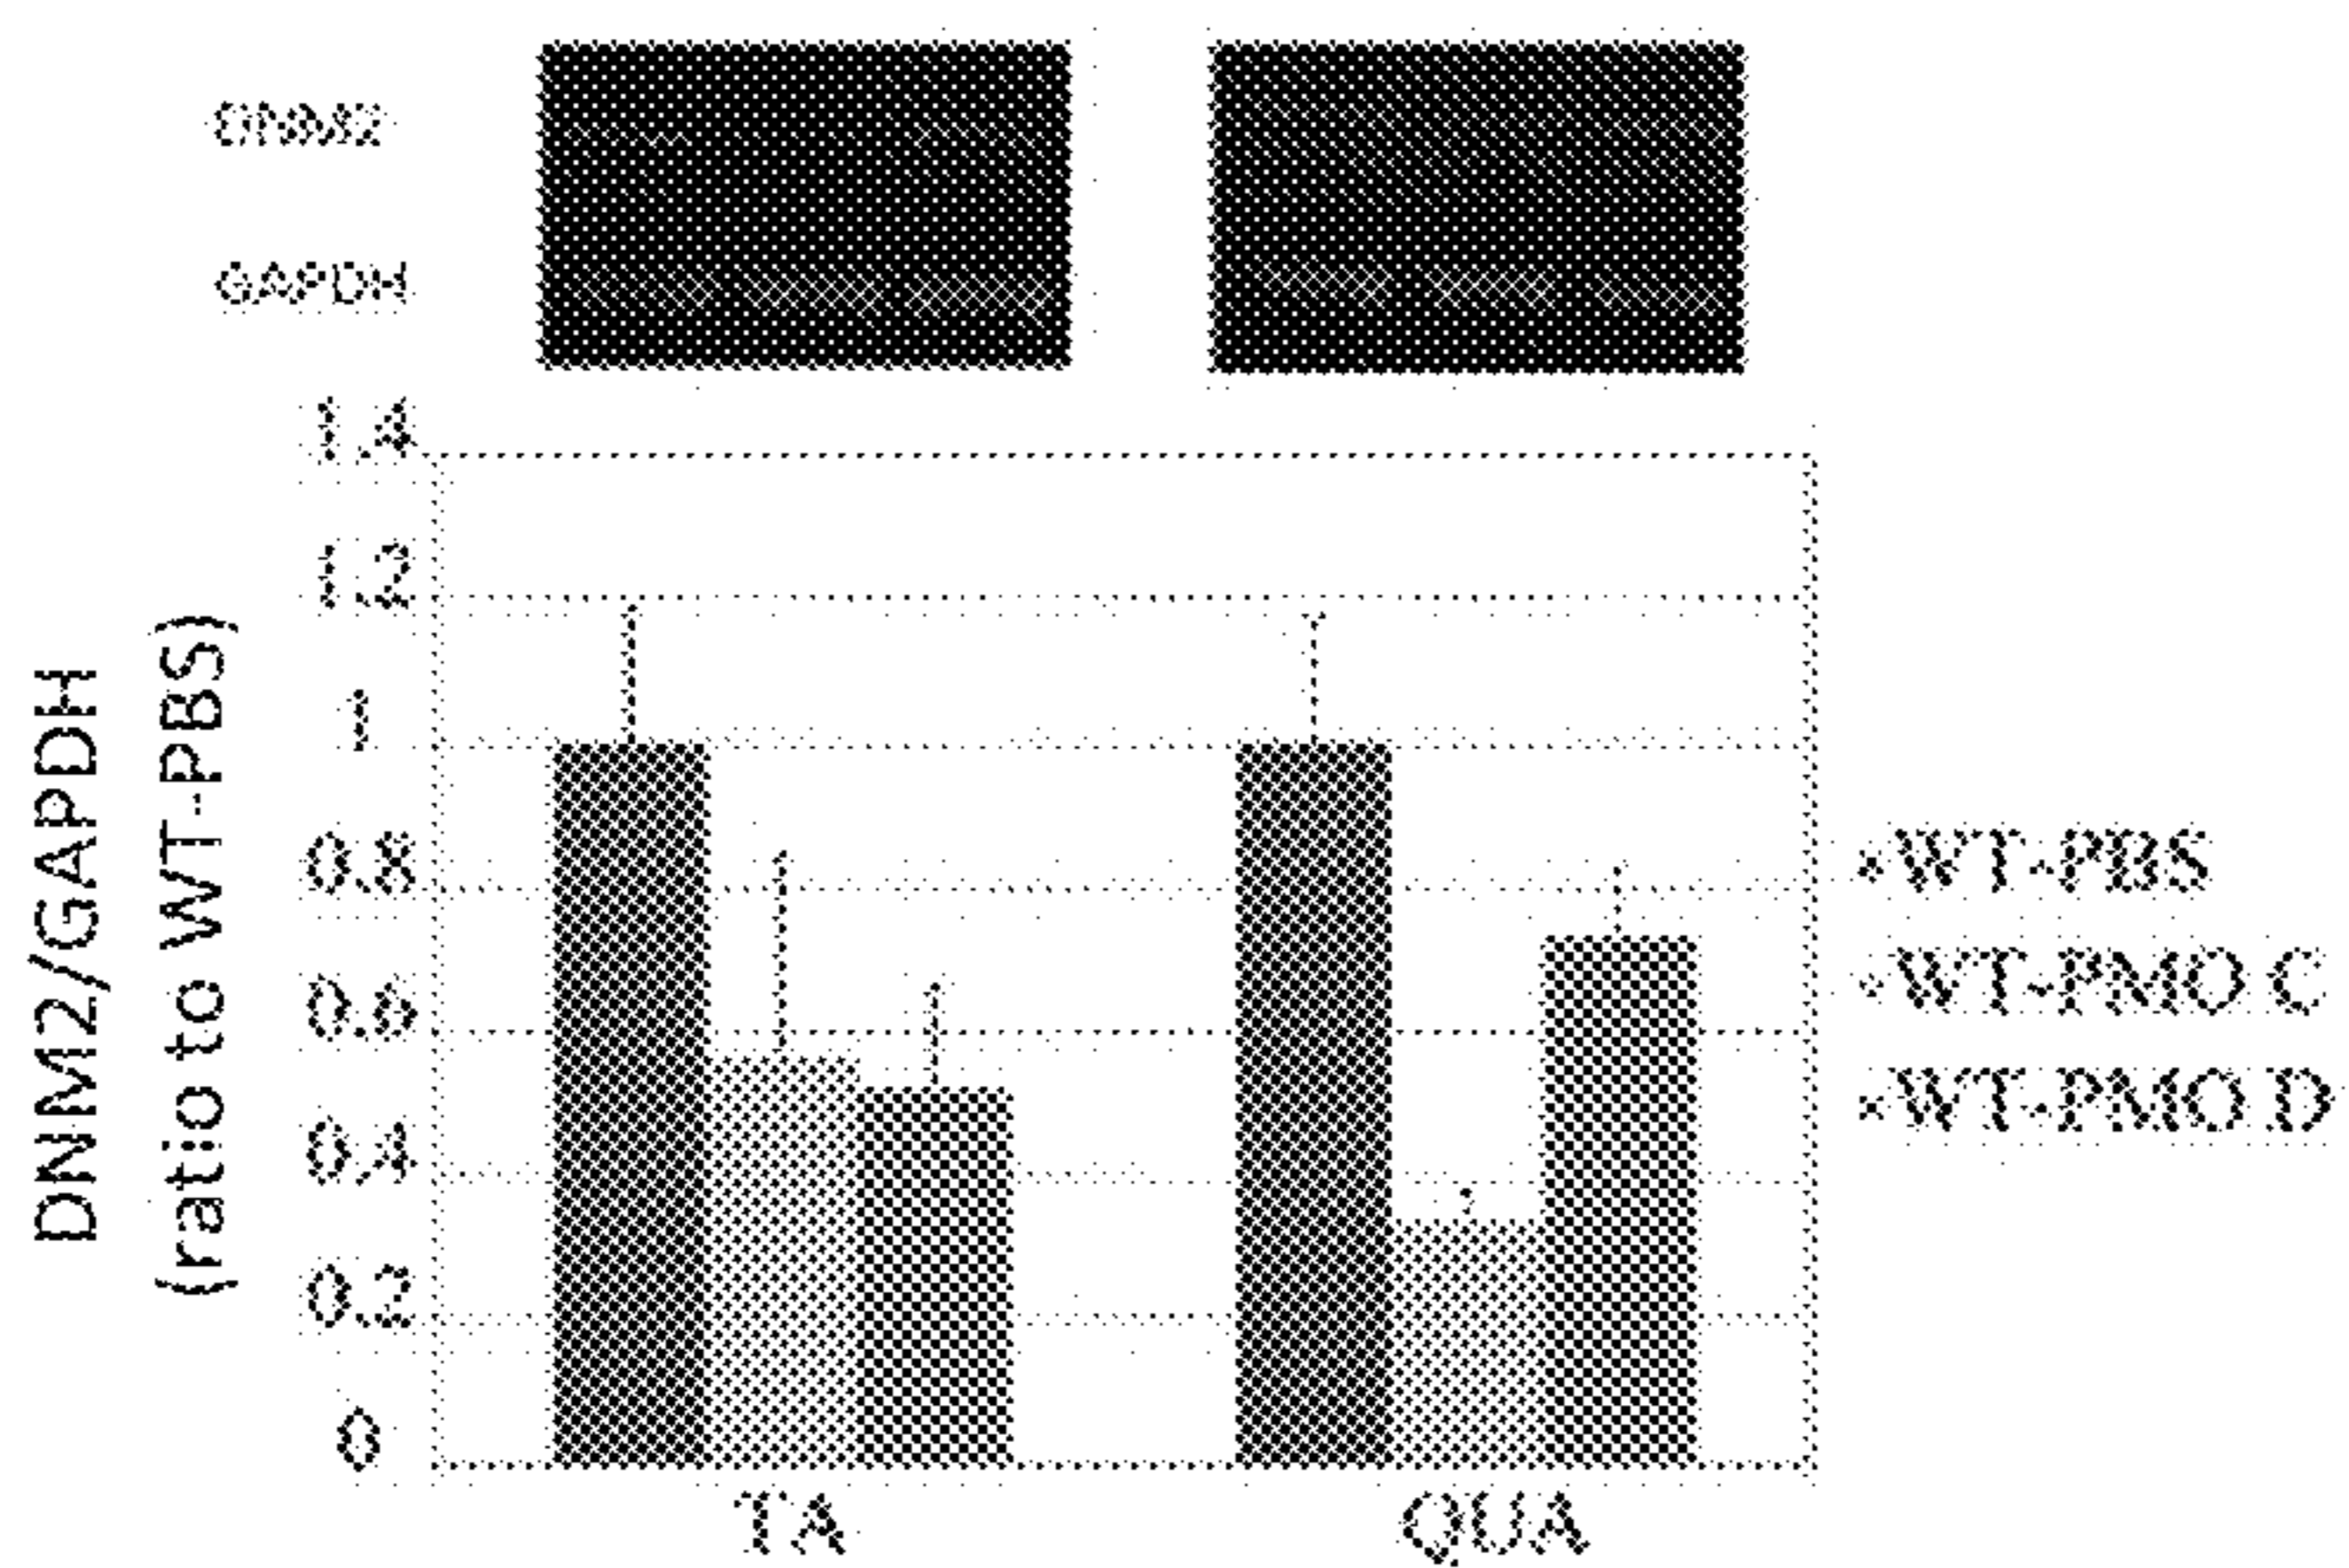 DNM2
GAPDH
DNM2/GAPDH
(ratio to WT-PBS)
1.4
1.2
1
0.8
0.6
0.4
0.2
0
TA
QUA
WT-PBS
WT-PMO C
WT-PMO D